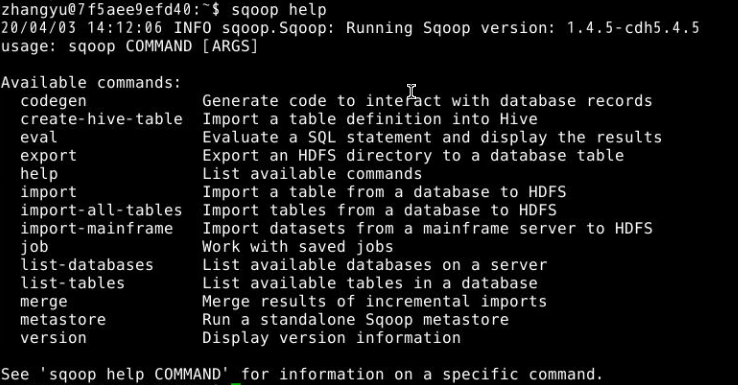 zhangyu@7f5aee9efd40:~$ sqoop help
20/04/03 14:12:06 INFO sqoop.Sqoop: Running Sqoop version: 1.4.5-cdh5.4.5
usage: sqoop COMMAND [ARGS]
Available commands:
codegen Generate code to interact with database records
create-hive-table Import a table definition into Hive
eval Evaluate a SQL statement and display the results
export Export an HDFS directory to a database table
help List available commands
import Import a table from a database to HDFS
import-all-tables Import tables from a database to HDFS
import-mainframe Import datasets from a mainframe server to HDFS
job Work with saved jobs
list-databases List available databases on a server
list-tables List available tables in a database
merge Merge results of incremental imports
metastore Run a standalone Sqoop metastore
version Display version information
See 'sqoop help COMMAND' for information on a specific command.